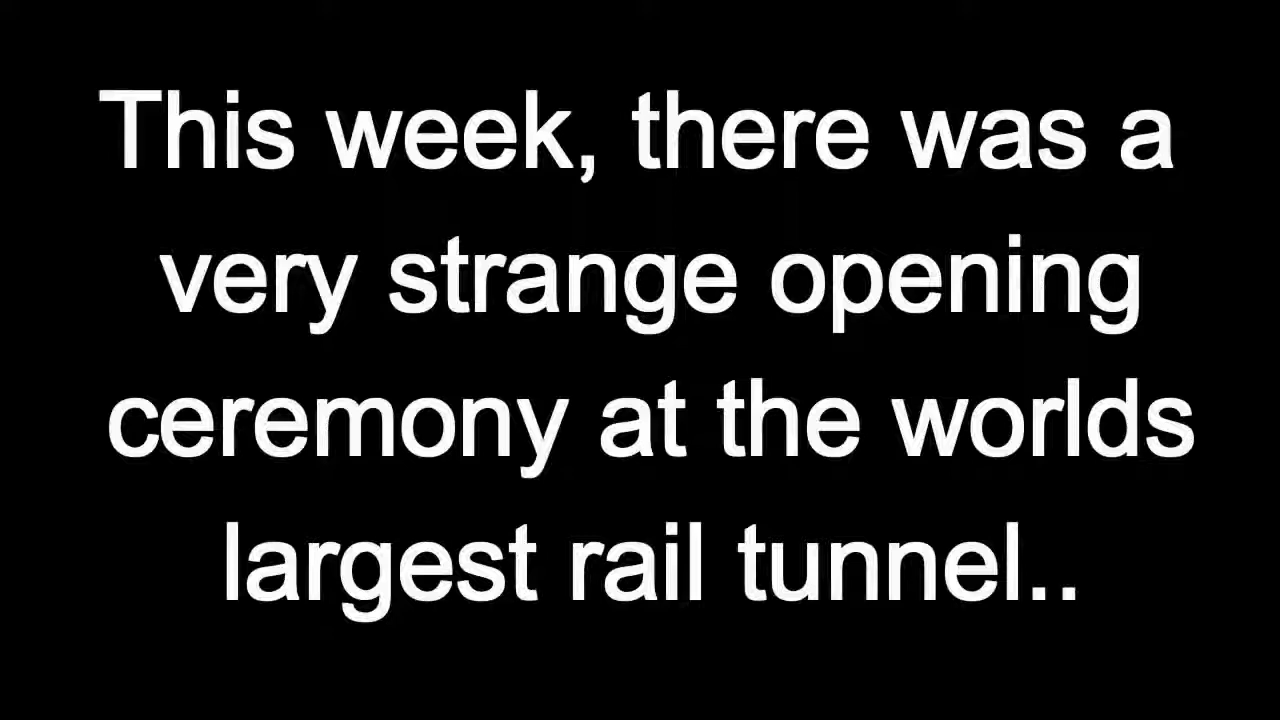 This week, there was a
very strange opening
ceremony at the worlds
largest rail tunnel..